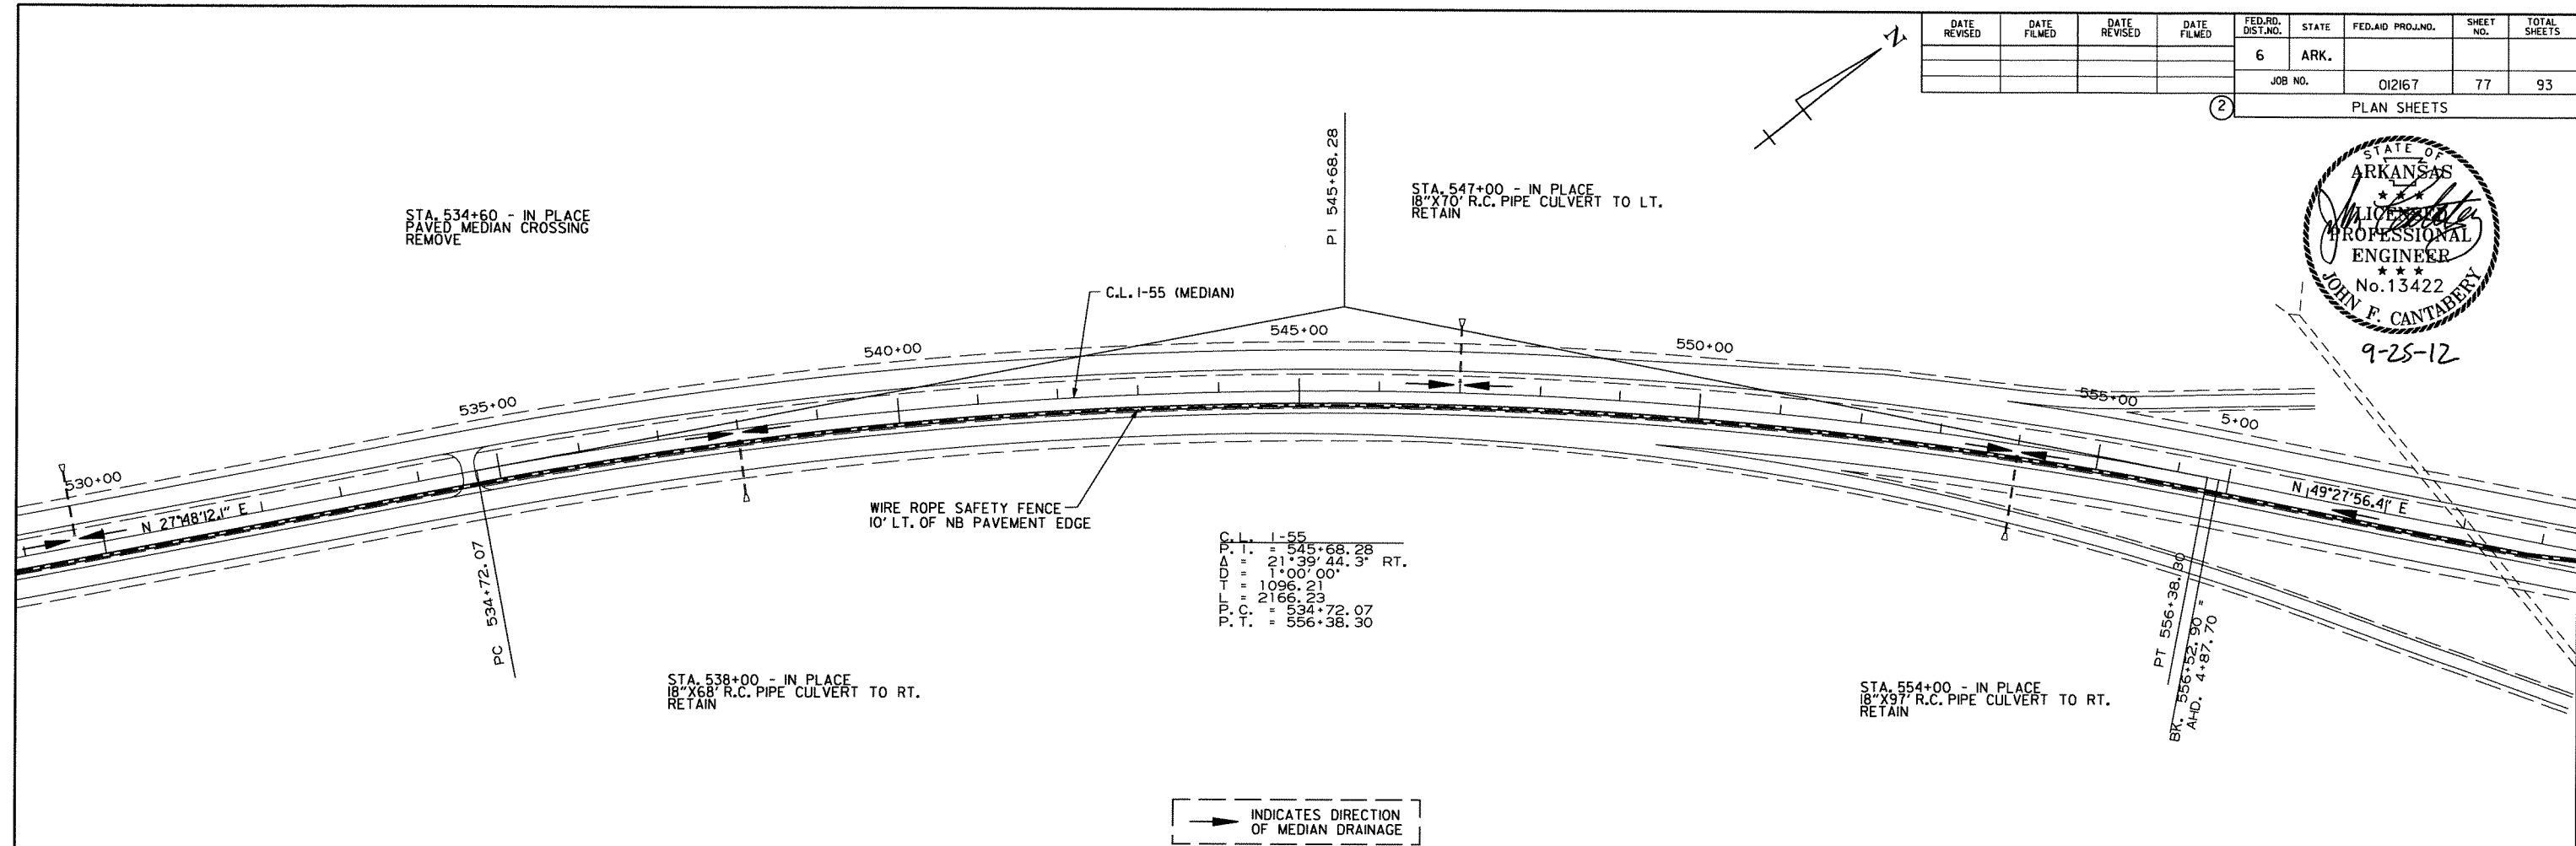 DATE REVISED
DATE FILMED
DATE REVISED
DATE FILMED
FED.RD. DIST.NO.
STATE
FED.AID PROJ.NO.
SHEET NO.
TOTAL SHEETS
6
ARK.
JOB NO.
012167
77
93
2
PLAN SHEETS
N
STATE OF
ARKANSAS
LICENSED
PROFESSIONAL
ENGINEER
No.13422
JOHN F. CANTABERY
9-25-12
STA. 534+60 - IN PLACE
PAVED MEDIAN CROSSING
REMOVE
PI 545+68.28
STA. 547+00 - IN PLACE
18"X70' R.C. PIPE CULVERT TO LT.
RETAIN
C.L. I-55 (MEDIAN)
530+00
535+00
540+00
545+00
550+00
555+00
5+00
N 27°48'12.1" E
N 49°27'56.4" E
WIRE ROPE SAFETY FENCE
10' LT. OF NB PAVEMENT EDGE
PC 534+72.07
C.L. I-55
P.I. = 545+68.28
Δ = 21°39'44.3" RT.
D = 1°00'00"
T = 1096.21
L = 2166.23
P.C. = 534+72.07
P.T. = 556+38.30
PT 556+38.30
BK. 556+52.90 =
AHD. 4+87.70
STA. 538+00 - IN PLACE
18"X68' R.C. PIPE CULVERT TO RT.
RETAIN
STA. 554+00 - IN PLACE
18"X97' R.C. PIPE CULVERT TO RT.
RETAIN
INDICATES DIRECTION
OF MEDIAN DRAINAGE